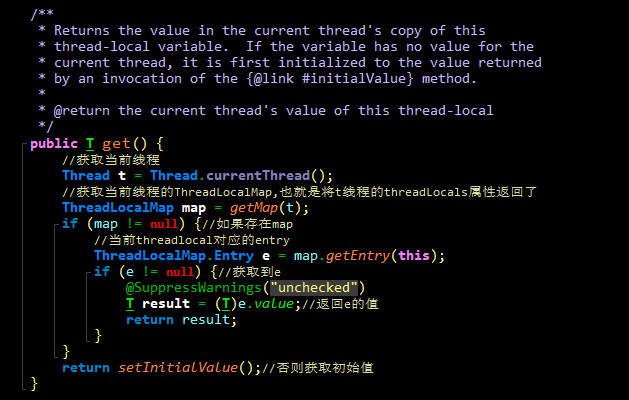 /**
 * Returns the value in the current thread's copy of this
 * thread-local variable.  If the variable has no value for the
 * current thread, it is first initialized to the value returned
 * by an invocation of the {@link #initialValue} method.
 *
 * @return the current thread's value of this thread-local
 */
public T get() {
    //获取当前线程
    Thread t = Thread.currentThread();
    //获取当前线程的ThreadLocalMap,也就是将t线程的threadLocals属性返回了
    ThreadLocalMap map = getMap(t);
    if (map != null) {//如果存在map
        //当前threadlocal对应的entry
        ThreadLocalMap.Entry e = map.getEntry(this);
        if (e != null) {//获取到e
            @SuppressWarnings("unchecked")
            T result = (T)e.value;//返回e的值
            return result;
        }
    }
    return setInitialValue();//否则获取初始值
}